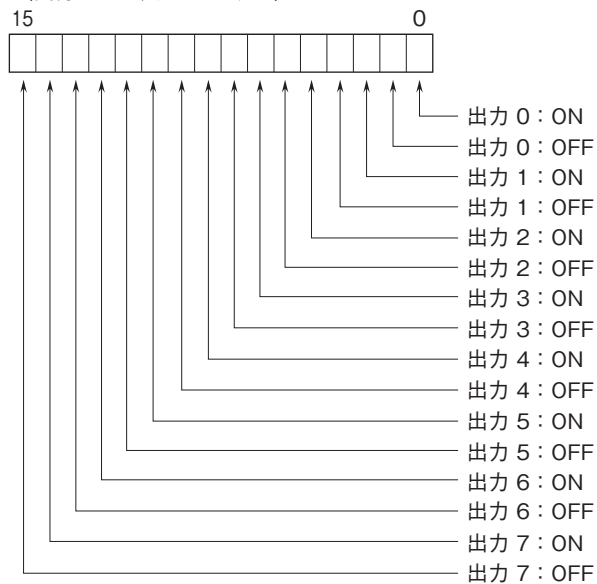 15 0
出力 0：ON
出力 0：OFF
出力 1：ON
出力 1：OFF
出力 2：ON
出力 2：OFF
出力 3：ON
出力 3：OFF
出力 4：ON
出力 4：OFF
出力 5：ON
出力 5：OFF
出力 6：ON
出力 6：OFF
出力 7：ON
出力 7：OFF